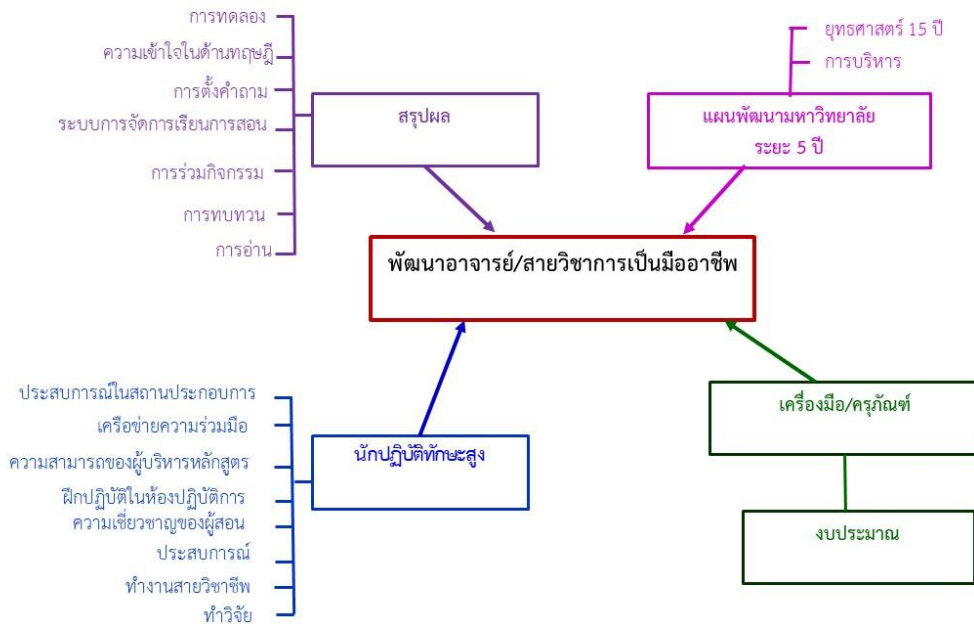 การทดลอง
ความเข้าใจในด้านทฤษฎี
การตั้งคำถาม
ระบบการจัดการเรียนการสอน
การร่วมกิจกรรม
การทบทวน
การอ่าน
สรุปผล
ยุทธศาสตร์ 15 ปี
การบริหาร
แผนพัฒนามหาวิทยาลัย
ระยะ 5 ปี
พัฒนาอาจารย์/สายวิชาการเป็นมืออาชีพ
ประสบการณ์ในสถานประกอบการ
เครือข่ายความร่วมมือ
ความสามารถของผู้บริหารหลักสูตร
ฝึกปฏิบัติในห้องปฏิบัติการ
ความเชี่ยวชาญของผู้สอน
ประสบการณ์
ทำงานสายวิชาชีพ
ทำวิจัย
นักปฏิบัติทักษะสูง
เครื่องมือ/ครุภัณฑ์
งบประมาณ